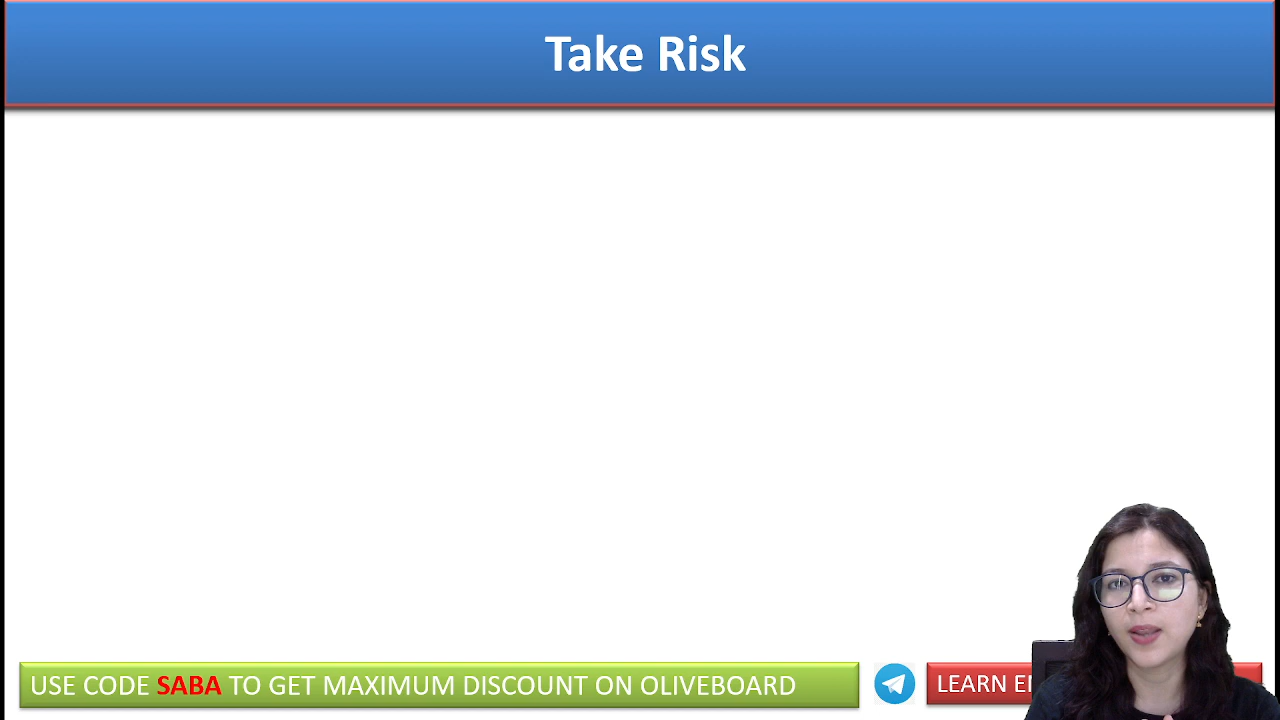 Take Risk
USE CODE SABA TO GET MAXIMUM DISCOUNT ON OLIVEBOARD
LEARN